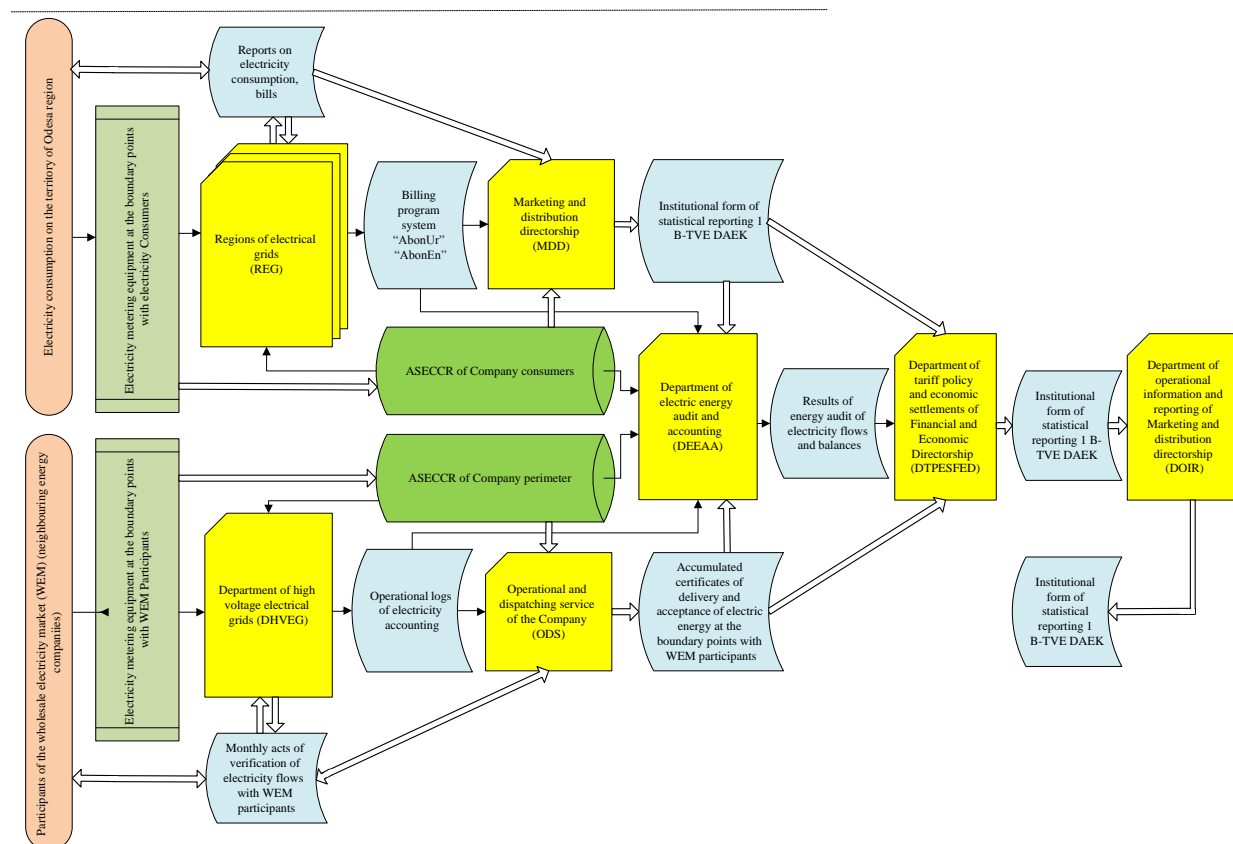 Electricity consumption on the territory of Odesa region
Electricity metering equipment at the boundary points
with electricity Consumers
Reports on
electricity
consumption,
bills
Regions of electrical
grids
(REG)
Billing
program
system
“AbonUr”
“AbonEn”
Marketing and
distribution
directorship
(MDD)
Institutional form of
statistical reporting 1
B-TVE DAEK
ASECCR of Company consumers
Department of
electric energy
audit and
accounting
(DEEAA)
Results of
energy audit of
electricity flows
and balances
Department of
tariff policy
and economic
settlements of
Financial and
Economic
Directorship
(DTPESFED)
Institutional
form of
statistical
reporting 1 B-
TVE DAEK
Department of
operational
information and
reporting of
Marketing and
distribution
directorship
(DOIR)
Participants of the wholesale electricity market (WEM) (neighbouring energy
companiies)
Electricity metering equipment at the boundary points
with WEM Participants
ASECCR of Company perimeter
Department of high
voltage electrical
grids (DHVEG)
Operational logs
of electricity
accounting
Operational and
dispatching service
of the Company
(ODS)
Accumulated
certificates of
delivery and
acceptance of electric
energy at the
boundary points with
WEM participants
Institutional
form of
statistical
reporting 1
B-TVE DAEK
Monthly acts of
verification of
electricity flows
with WEM
participants